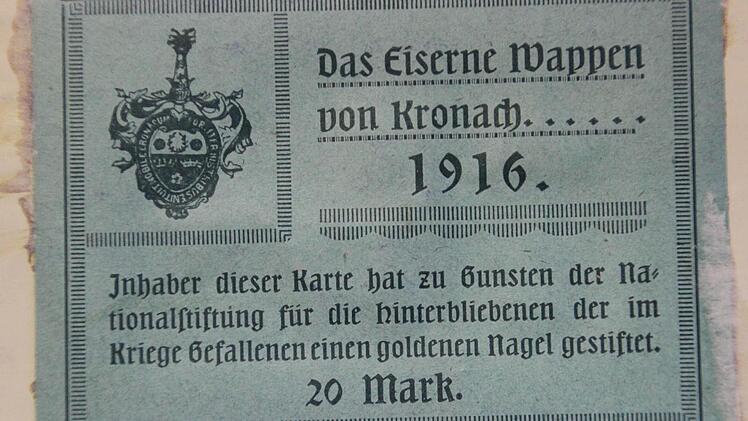 Das Eiserne Wappen
von Kronach......
1916.
Inhaber dieser Karte hat zu Gunsten der Na⸗
tionalſtiftung für die Hinterbliebenen der im
Kriege Gefallenen einen goldenen Nagel gestiftet.
20 Mark.